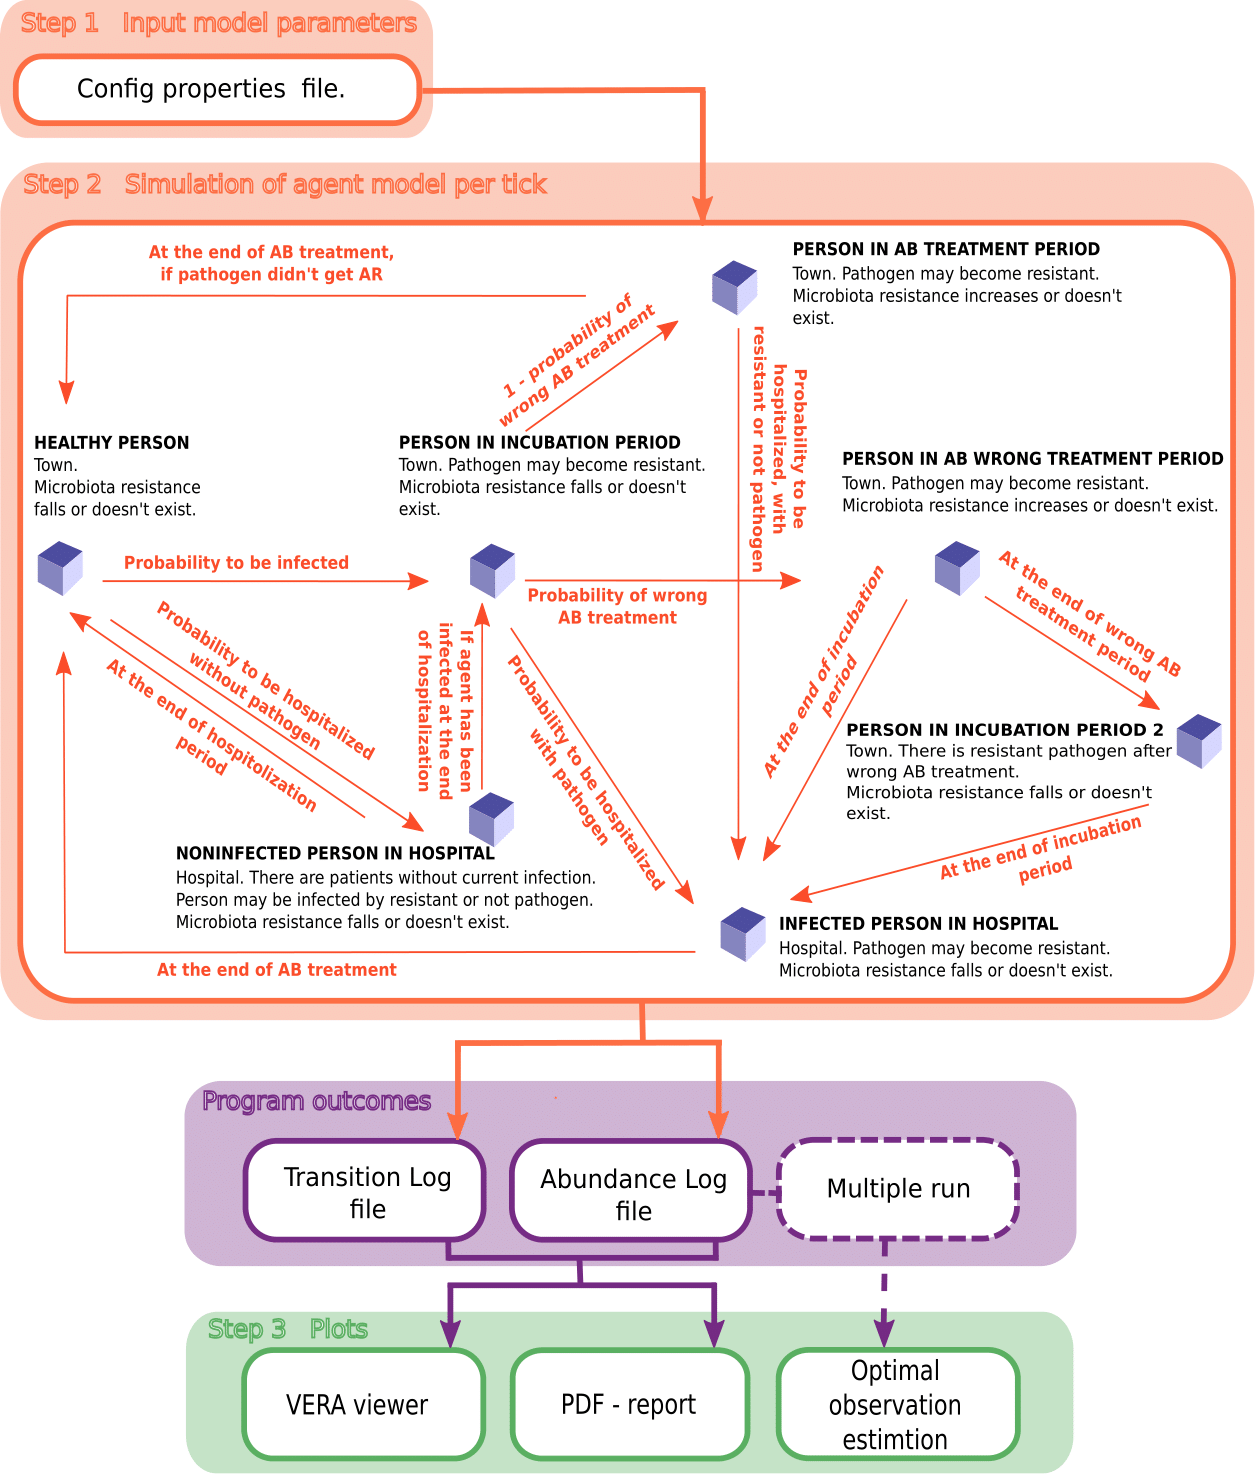 Step 1 Input model parameters
Config properties file.
Step 2 Simulation of agent model per tick
At the end of AB treatment,
if pathogen didn't get AR
PERSON IN AB TREATMENT PERIOD
Town. Pathogen may become resistant.
Microbiota resistance increases or doesn't
exist.
1 - probability of
wrong AB treatment
Probability to be
hospitalized, with
resistant or not pathogen
HEALTHY PERSON
Town.
Microbiota resistance
falls or doesn't exist.
PERSON IN INCUBATION PERIOD
Town. Pathogen may become resistant.
Microbiota resistance falls or doesn't
exist.
PERSON IN AB WRONG TREATMENT PERIOD
Town. Pathogen may become resistant.
Microbiota resistance increases or doesn't exist.
Probability to be infected
Probability of wrong
AB treatment
At the end of wrong AB
treatment period
At the end of incubation
period
Probability to be hospitalized
without pathogen
At the end of hospitolization
period
If agent has been
infected at the end
of hospitalization
Probability to be hospitalized
with pathogen
PERSON IN INCUBATION PERIOD 2
Town. There is resistant pathogen after
wrong AB treatment.
Microbiota resistance falls or doesn't
exist.
At the end of incubation
period
NONINFECTED PERSON IN HOSPITAL
Hospital. There are patients without current infection.
Person may be infected by resistant or not pathogen.
Microbiota resistance falls or doesn't exist.
INFECTED PERSON IN HOSPITAL
Hospital. Pathogen may become resistant.
Microbiota resistance falls or doesn't exist.
At the end of AB treatment
Program outcomes
Transition Log
file
Abundance Log
file
Multiple run
Step 3 Plots
VERA viewer
PDF - report
Optimal
observation
estimtion